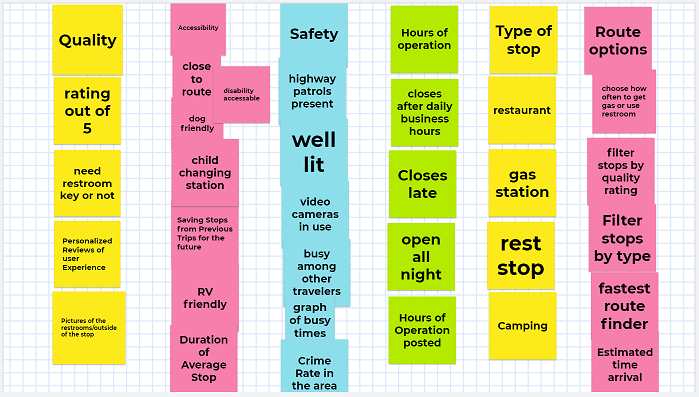 Quality
rating
out of
5
need
restroom
key or not
Personalized
Reviews of
user
Experience
Pictures of the
restrooms/outside
of the stop
Accessibility
close
to
route
disability
accessable
dog
friendly
child
changing
station
Saving Stops
from Previous
Trips for the
future
RV
friendly
Duration
of
Average
Stop
Safety
highway
patrols
present
well
lit
video
cameras
in use
busy
among
other
travelers
graph
of busy
times
Crime
Rate in
the area
Hours of
operation
closes
after daily
business
hours
Closes
late
open
all
night
Hours of
Operation
posted
Type of
stop
restaurant
gas
station
rest
stop
Camping
Route
options
choose how
often to get
gas or use
restroom
filter
stops by
quality
rating
Filter
stops
by type
fastest
route
finder
Estimated
time
arrival